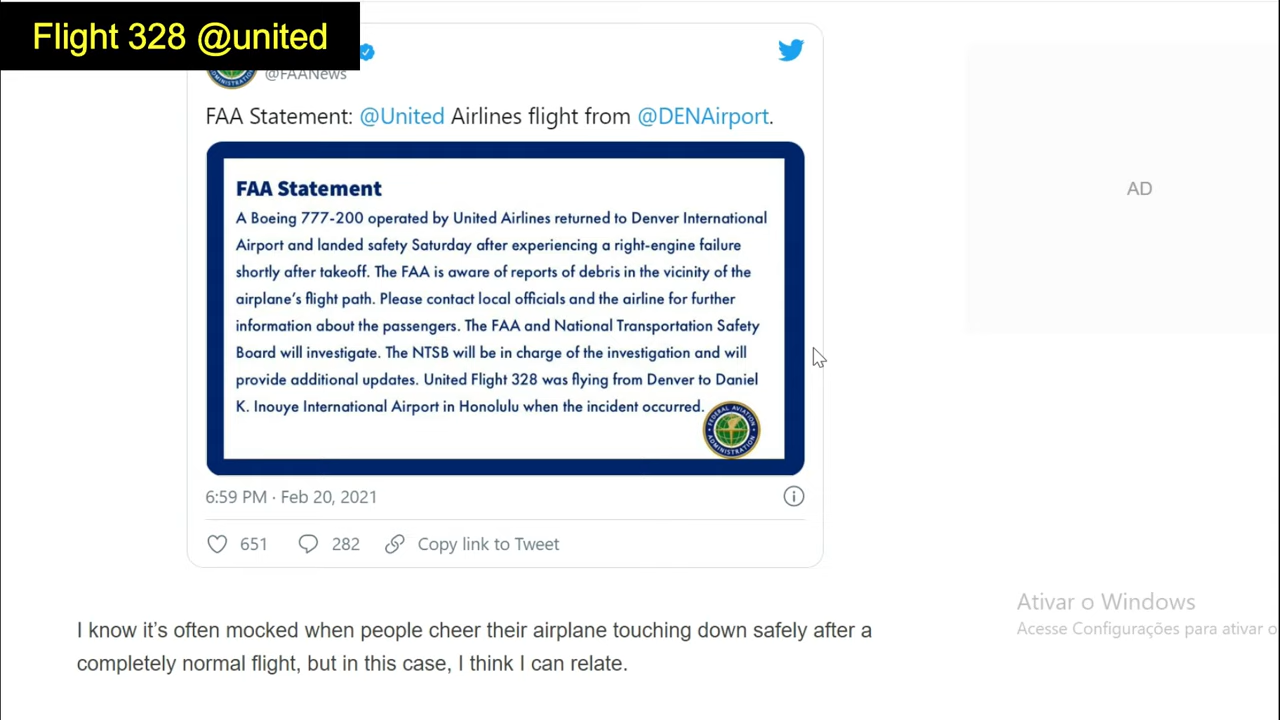 Flight 328 @united
@FAANews
FAA Statement: @United Airlines flight from @DENAirport.
FAA Statement
A Boeing 777-200 operated by United Airlines returned to Denver International
Airport and landed safety Saturday after experiencing a right-engine failure
shortly after takeoff. The FAA is aware of reports of debris in the vicinity of the
airplane's flight path. Please contact local officials and the airline for further
information about the passengers. The FAA and National Transportation Safety
Board will investigate. The NTSB will be in charge of the investigation and will
provide additional updates. United Flight 328 was flying from Denver to Daniel
K. Inouye International Airport in Honolulu when the incident occurred.
FEDERAL AVIATION
ADMINISTRATION
6:59 PM · Feb 20, 2021
651 282 Copy link to Tweet
I know it's often mocked when people cheer their airplane touching down safely after a
completely normal flight, but in this case, I think I can relate.
AD
Ativar o Windows
Acesse Configurações para ativar o